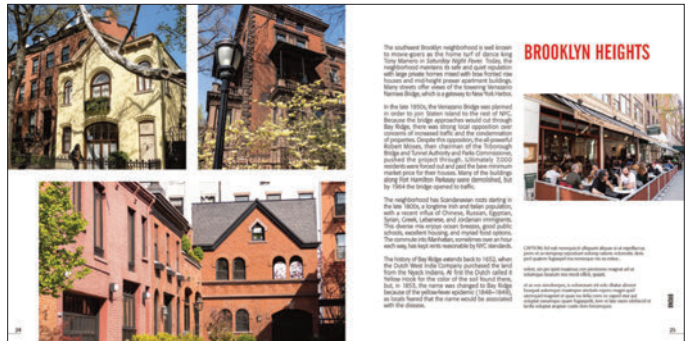 The southwest Brooklyn neighborhood is well known
to movie-goers as the home turf of dance king
Tony Manero in Saturday Night Fever. Today, the
neighborhood maintains its safe and quiet reputation
with large private homes mixed with bow fronted row
houses and mid-height prewar apartment buildings.
Many streets offer views of the towering Verrazano
Narrows Bridge, which is a gateway to New York Harbor.
In the late 1950s, the Verrazano Bridge was planned
in order to join Staten Island to the rest of NYC.
Because the bridge approaches would cut through
Bay Ridge, there was strong local opposition over
concerns of increased traffic and the condemnation
of properties. Despite this opposition, the all-powerful
Robert Moses, then chairman of the Triborough
Bridge and Tunnel Authority and Parks Commissioner,
pushed the project through. Ultimately 7,000
residents were forced out and paid the bare minimum
market price for their houses. Many of the buildings
along Fort Hamilton Parkway were demolished, but
by 1964 the bridge opened to traffic.
The neighborhood has Scandanavian roots starting in
the late 1800s, a longtime Irish and Italian population,
with a recent influx of Chinese, Russian, Egyptian,
Syrian, Greek, Lebanese, and Jordanian immigrants.
This diverse mix enjoys ocean breezes, good public
schools, excellent housing, and myriad food options.
The commute into Manhattan, sometimes over an hour
each way, has kept rents reasonable by NYC standards.
The history of Bay Ridge extends back to 1652, when
the Dutch West India Company purchased the land
from the Nyack Indians. At first the Dutch called it
Yellow Hook for the color of the soil found there,
but, in 1853, the name was changed to Bay Ridge
because of the yellow-fever epidemic (1848–1849),
as locals feared that the name would be associated
with the disease.
BROOKLYN HEIGHTS
24
25